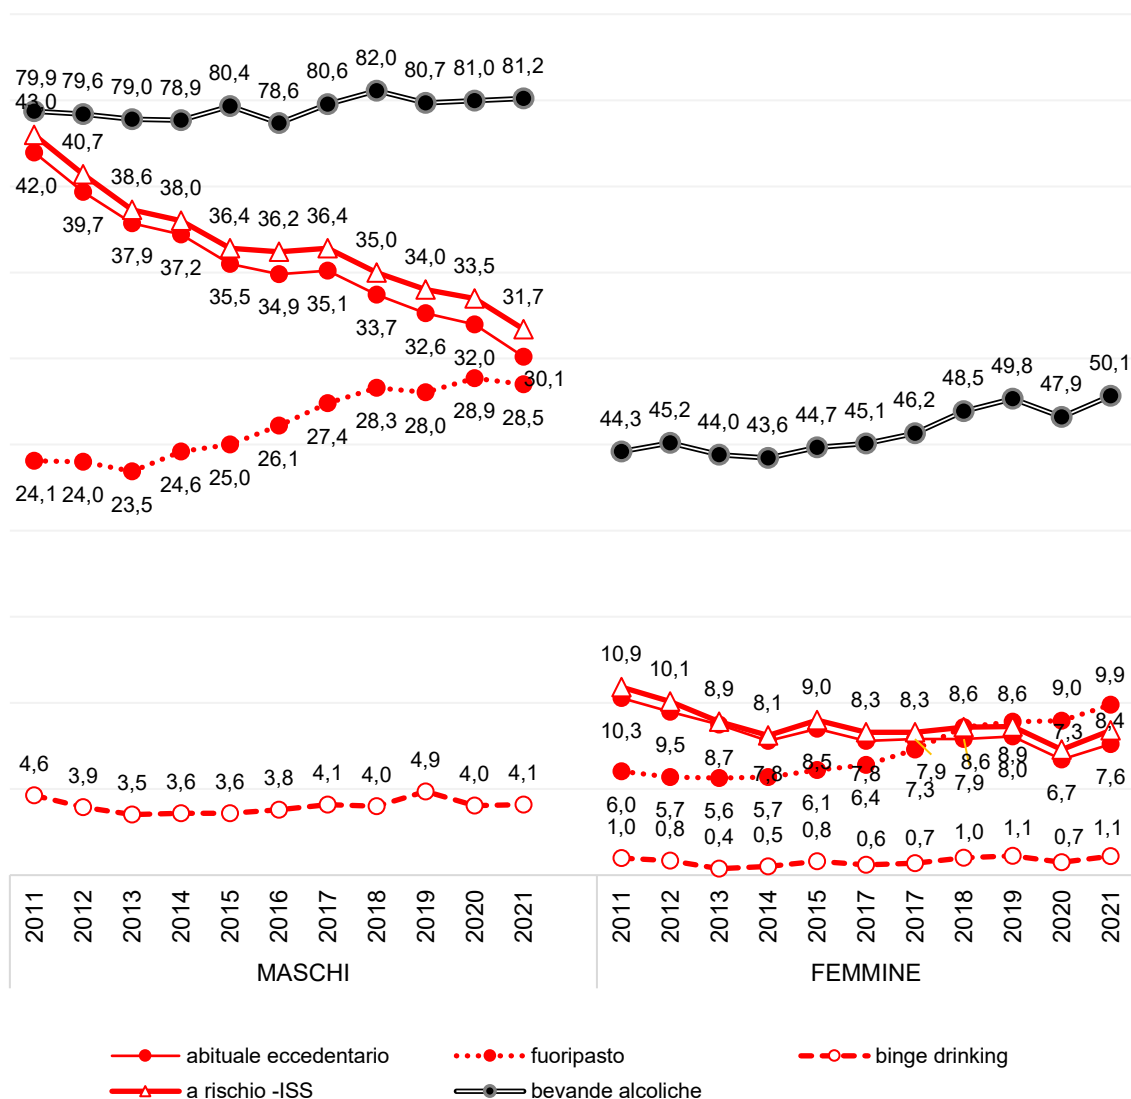 79,9 79,6 79,0 78,9 80,4 78,6 80,6 82,0 80,7 81,0 81,2
43,0 40,7 38,6 38,0 36,4 36,2 36,4 35,0 34,0 33,5 31,7
42,0 39,7 37,9 37,2 35,5 34,9 35,1 33,7 32,6 32,0 30,1
24,1 24,0 23,5 24,6 25,0 26,1 27,4 28,3 28,0 28,9 28,5
4,6 3,9 3,5 3,6 3,6 3,8 4,1 4,0 4,9 4,0 4,1
44,3 45,2 44,0 43,6 44,7 45,1 46,2 48,5 49,8 47,9 50,1
10,9 10,1 8,9 8,1 9,0 8,3 8,3 8,6 8,6 7,3 8,4
10,3 9,5 8,7 7,8 8,5 7,8 7,9 7,9 8,0 6,7 7,6
6,0 5,7 5,6 5,7 6,1 6,4 7,3 8,6 8,9 9,0 9,9
1,0 0,8 0,4 0,5 0,8 0,6 0,7 1,0 1,1 0,7 1,1
2011 2012 2013 2014 2015 2016 2017 2018 2019 2020 2021
2011 2012 2013 2014 2015 2016 2017 2018 2019 2020 2021
MASCHI
FEMMINE
abituale eccedentario
fuoripasto
binge drinking
a rischio -ISS
bevande alcoliche